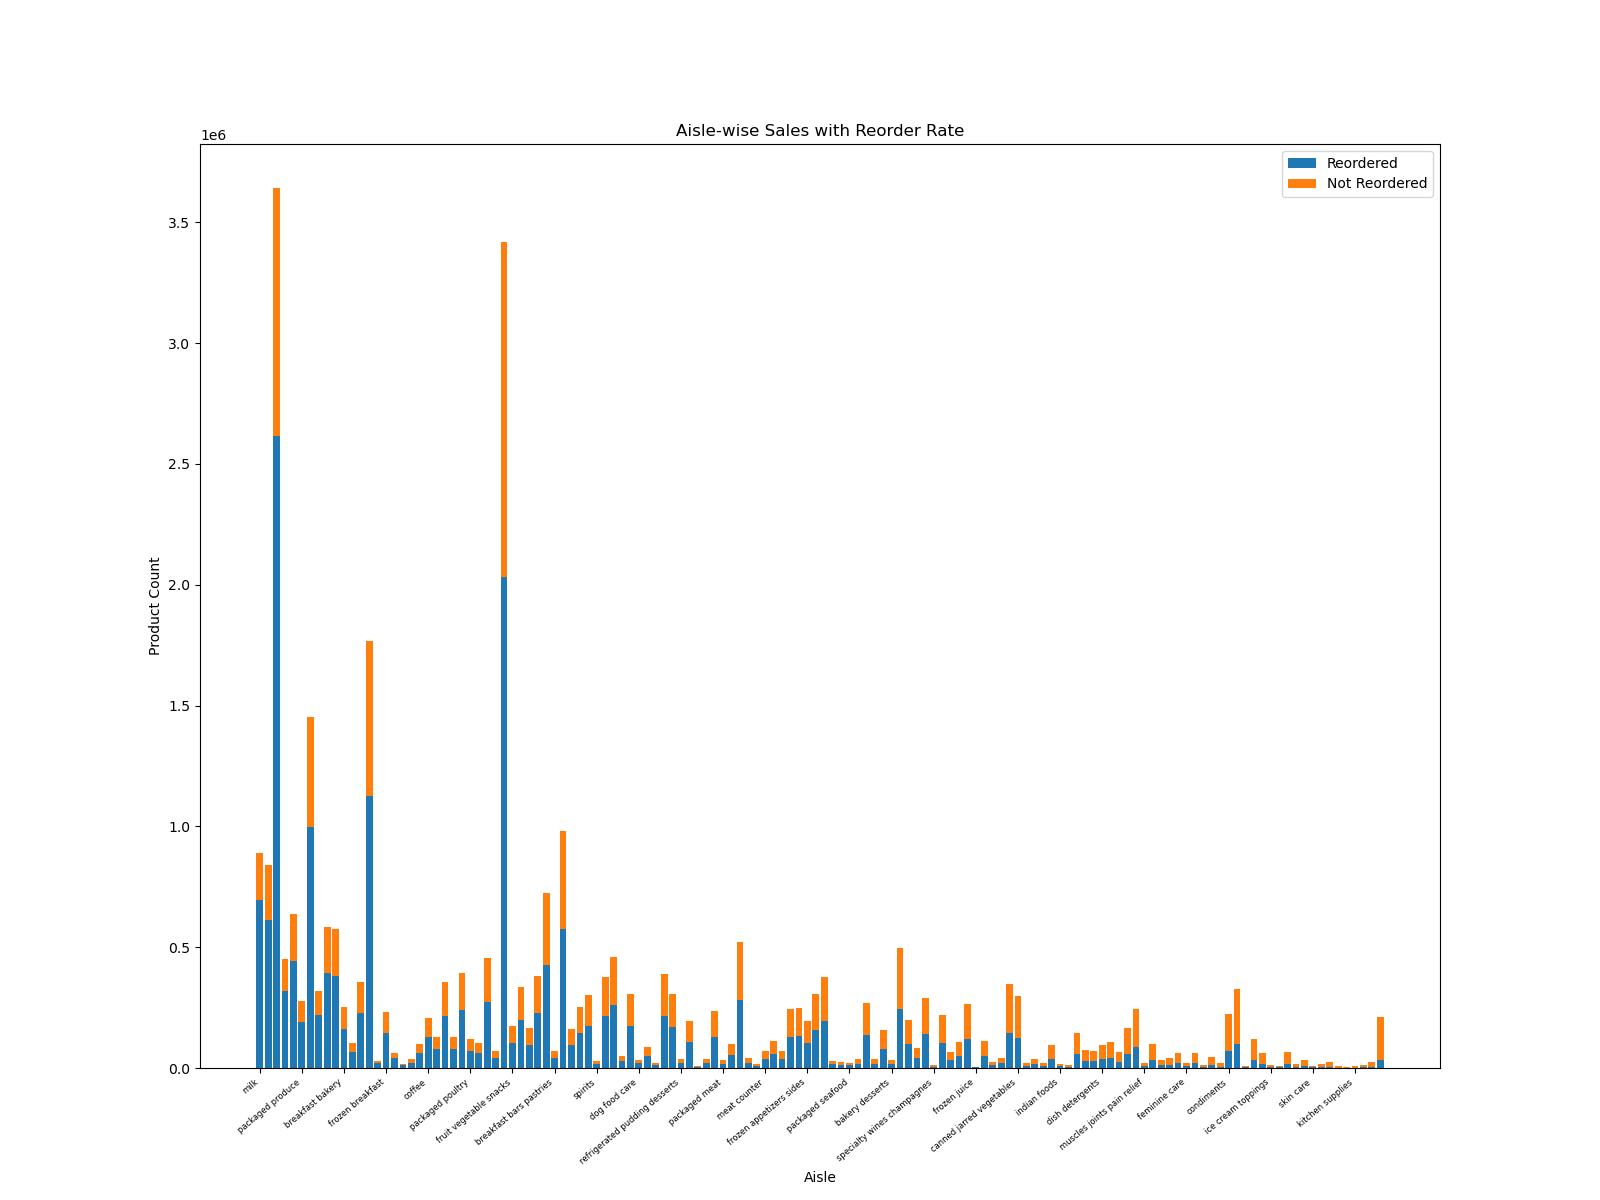 Aisle-wise Sales with Reorder Rate
1e6
Reordered
Not Reordered
3.5
3.0
2.5
2.0
1.5
1.0
0.5
0.0
Product Count
milk
packaged produce
breakfast bakery
frozen breakfast
coffee
packaged poultry
fruit vegetable snacks
breakfast bars pastries
spirits
dog food care
refrigerated pudding desserts
packaged meat
meat counter
frozen appetizers sides
packaged seafood
bakery desserts
specialty wines champagnes
frozen juice
canned jarred vegetables
indian foods
dish detergents
muscles joints pain relief
feminine care
condiments
ice cream toppings
skin care
kitchen supplies
Aisle